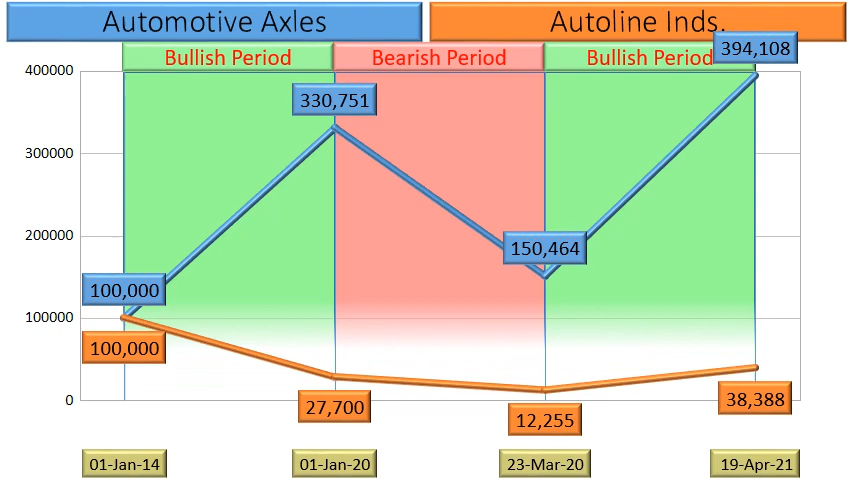 Automotive Axles
Autoline Inds.
Bullish Period
Bearish Period
Bullish Period
394,108
400000
330,751
300000
200000
150,464
100,000
100000
100,000
0
27,700
12,255
38,388
01-Jan-14
01-Jan-20
23-Mar-20
19-Apr-21